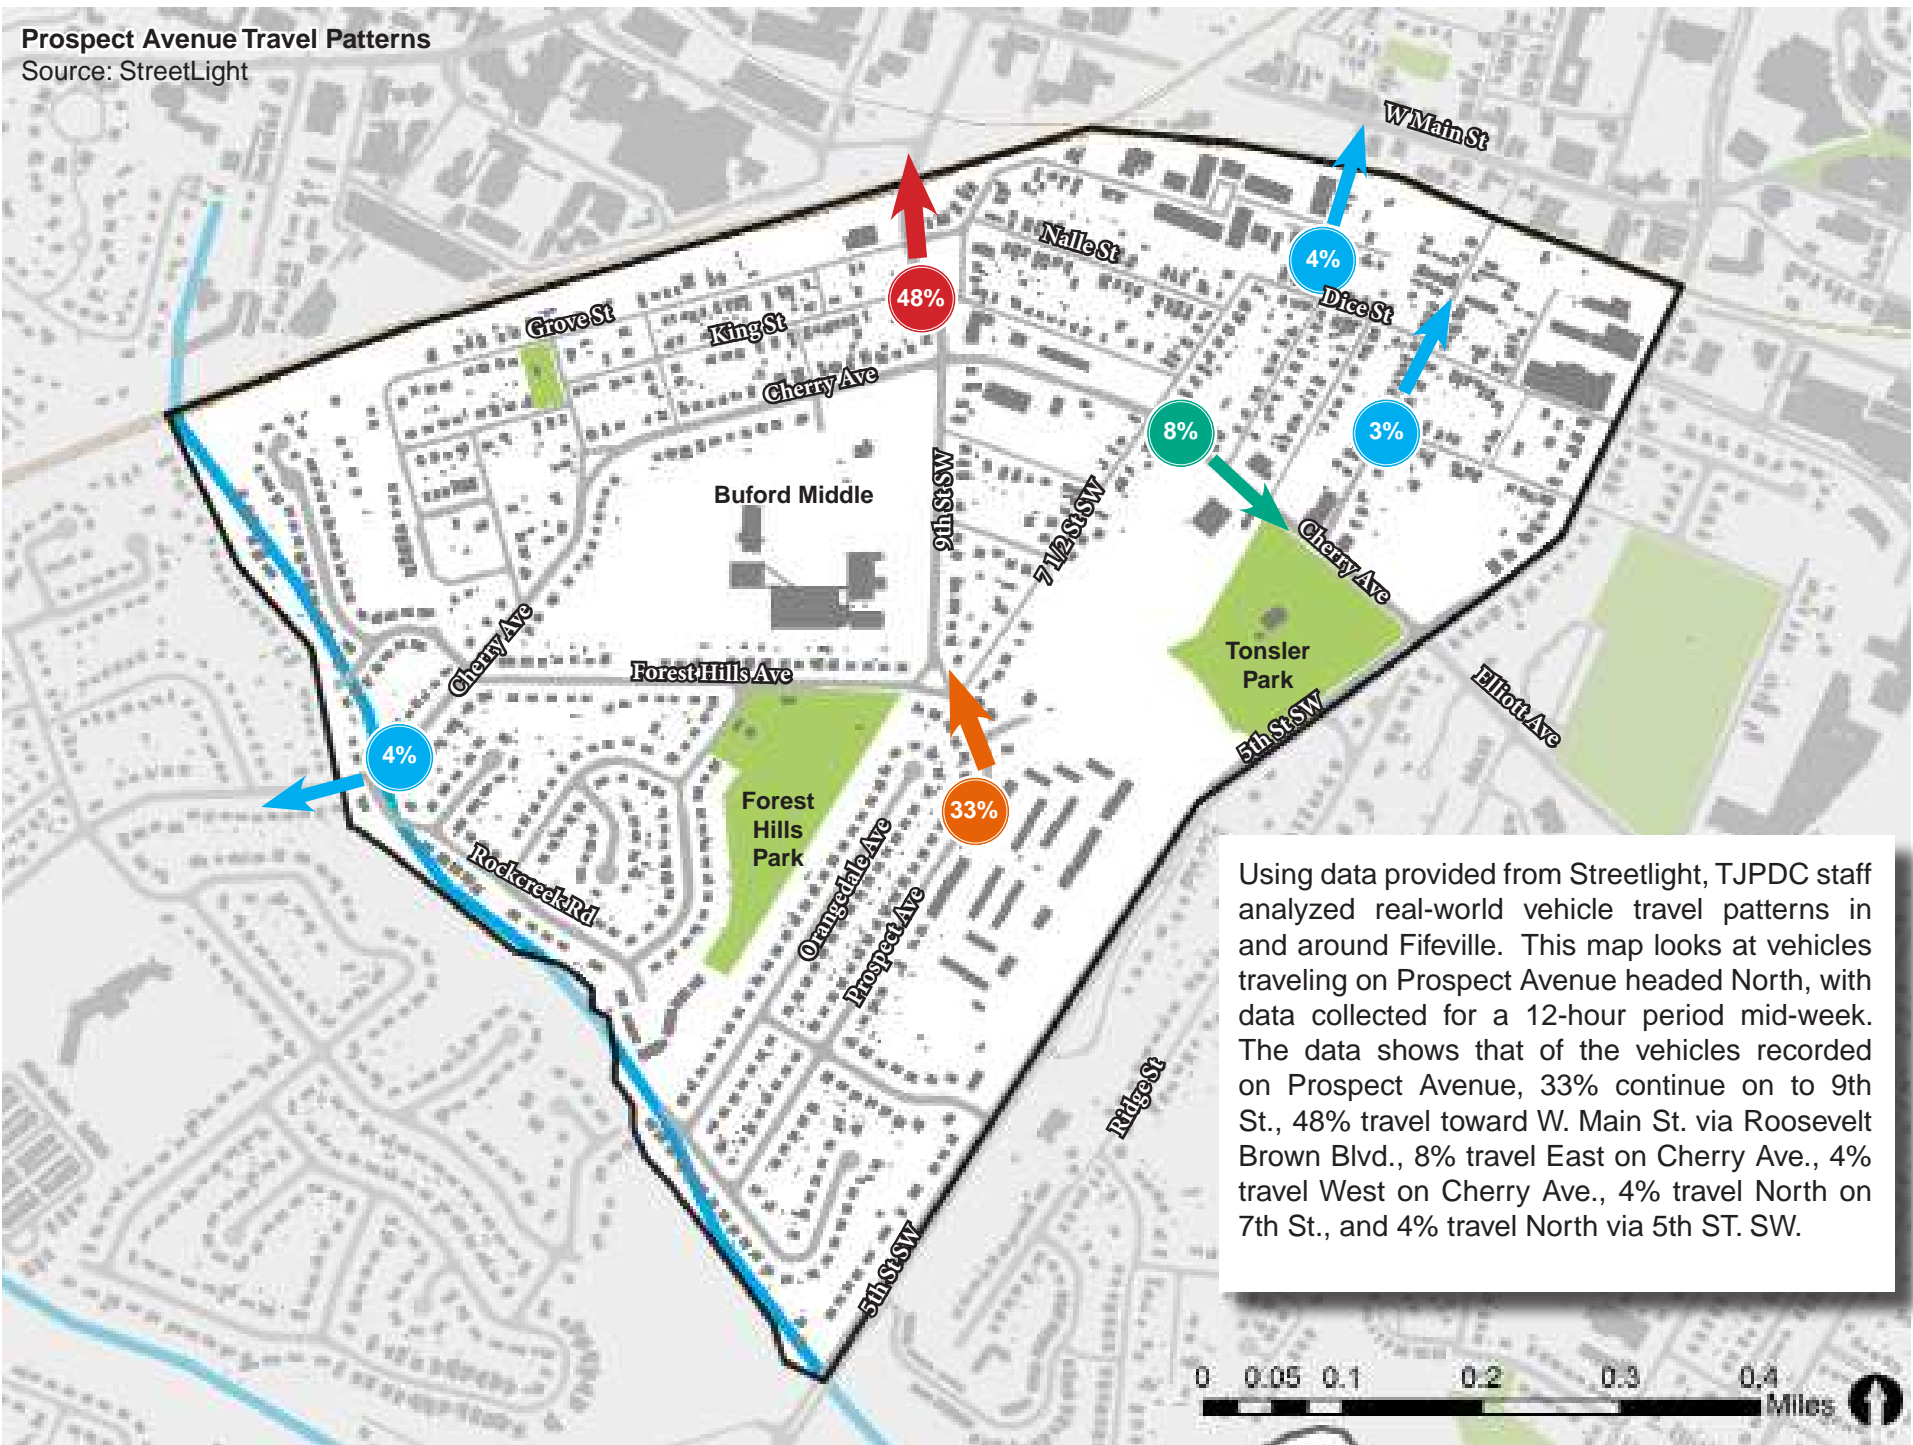 Prospect Avenue Travel Patterns
Source: StreetLight
W Main St
Nalle St
4%
48%
Dice St
Grove St
King St
Cherry Ave
8%
3%
Buford Middle
9th St SW
7 1/2 St SW
Cherry Ave
Cherry Ave
Forest Hills Ave
Tonsler
Park
Elliott Ave
5th St SW
4%
33%
Forest
Hills
Park
Rockcreek Rd
Orangedale Ave
Prospect Ave
Ridge St
5th St SW
Using data provided from Streetlight, TJPDC staff
analyzed real-world vehicle travel patterns in
and around Fifeville. This map looks at vehicles
traveling on Prospect Avenue headed North, with
data collected for a 12-hour period mid-week.
The data shows that of the vehicles recorded
on Prospect Avenue, 33% continue on to 9th
St., 48% travel toward W. Main St. via Roosevelt
Brown Blvd., 8% travel East on Cherry Ave., 4%
travel West on Cherry Ave., 4% travel North on
7th St., and 4% travel North via 5th ST. SW.
0 0.05 0.1 0.2 0.3 0.4
Miles